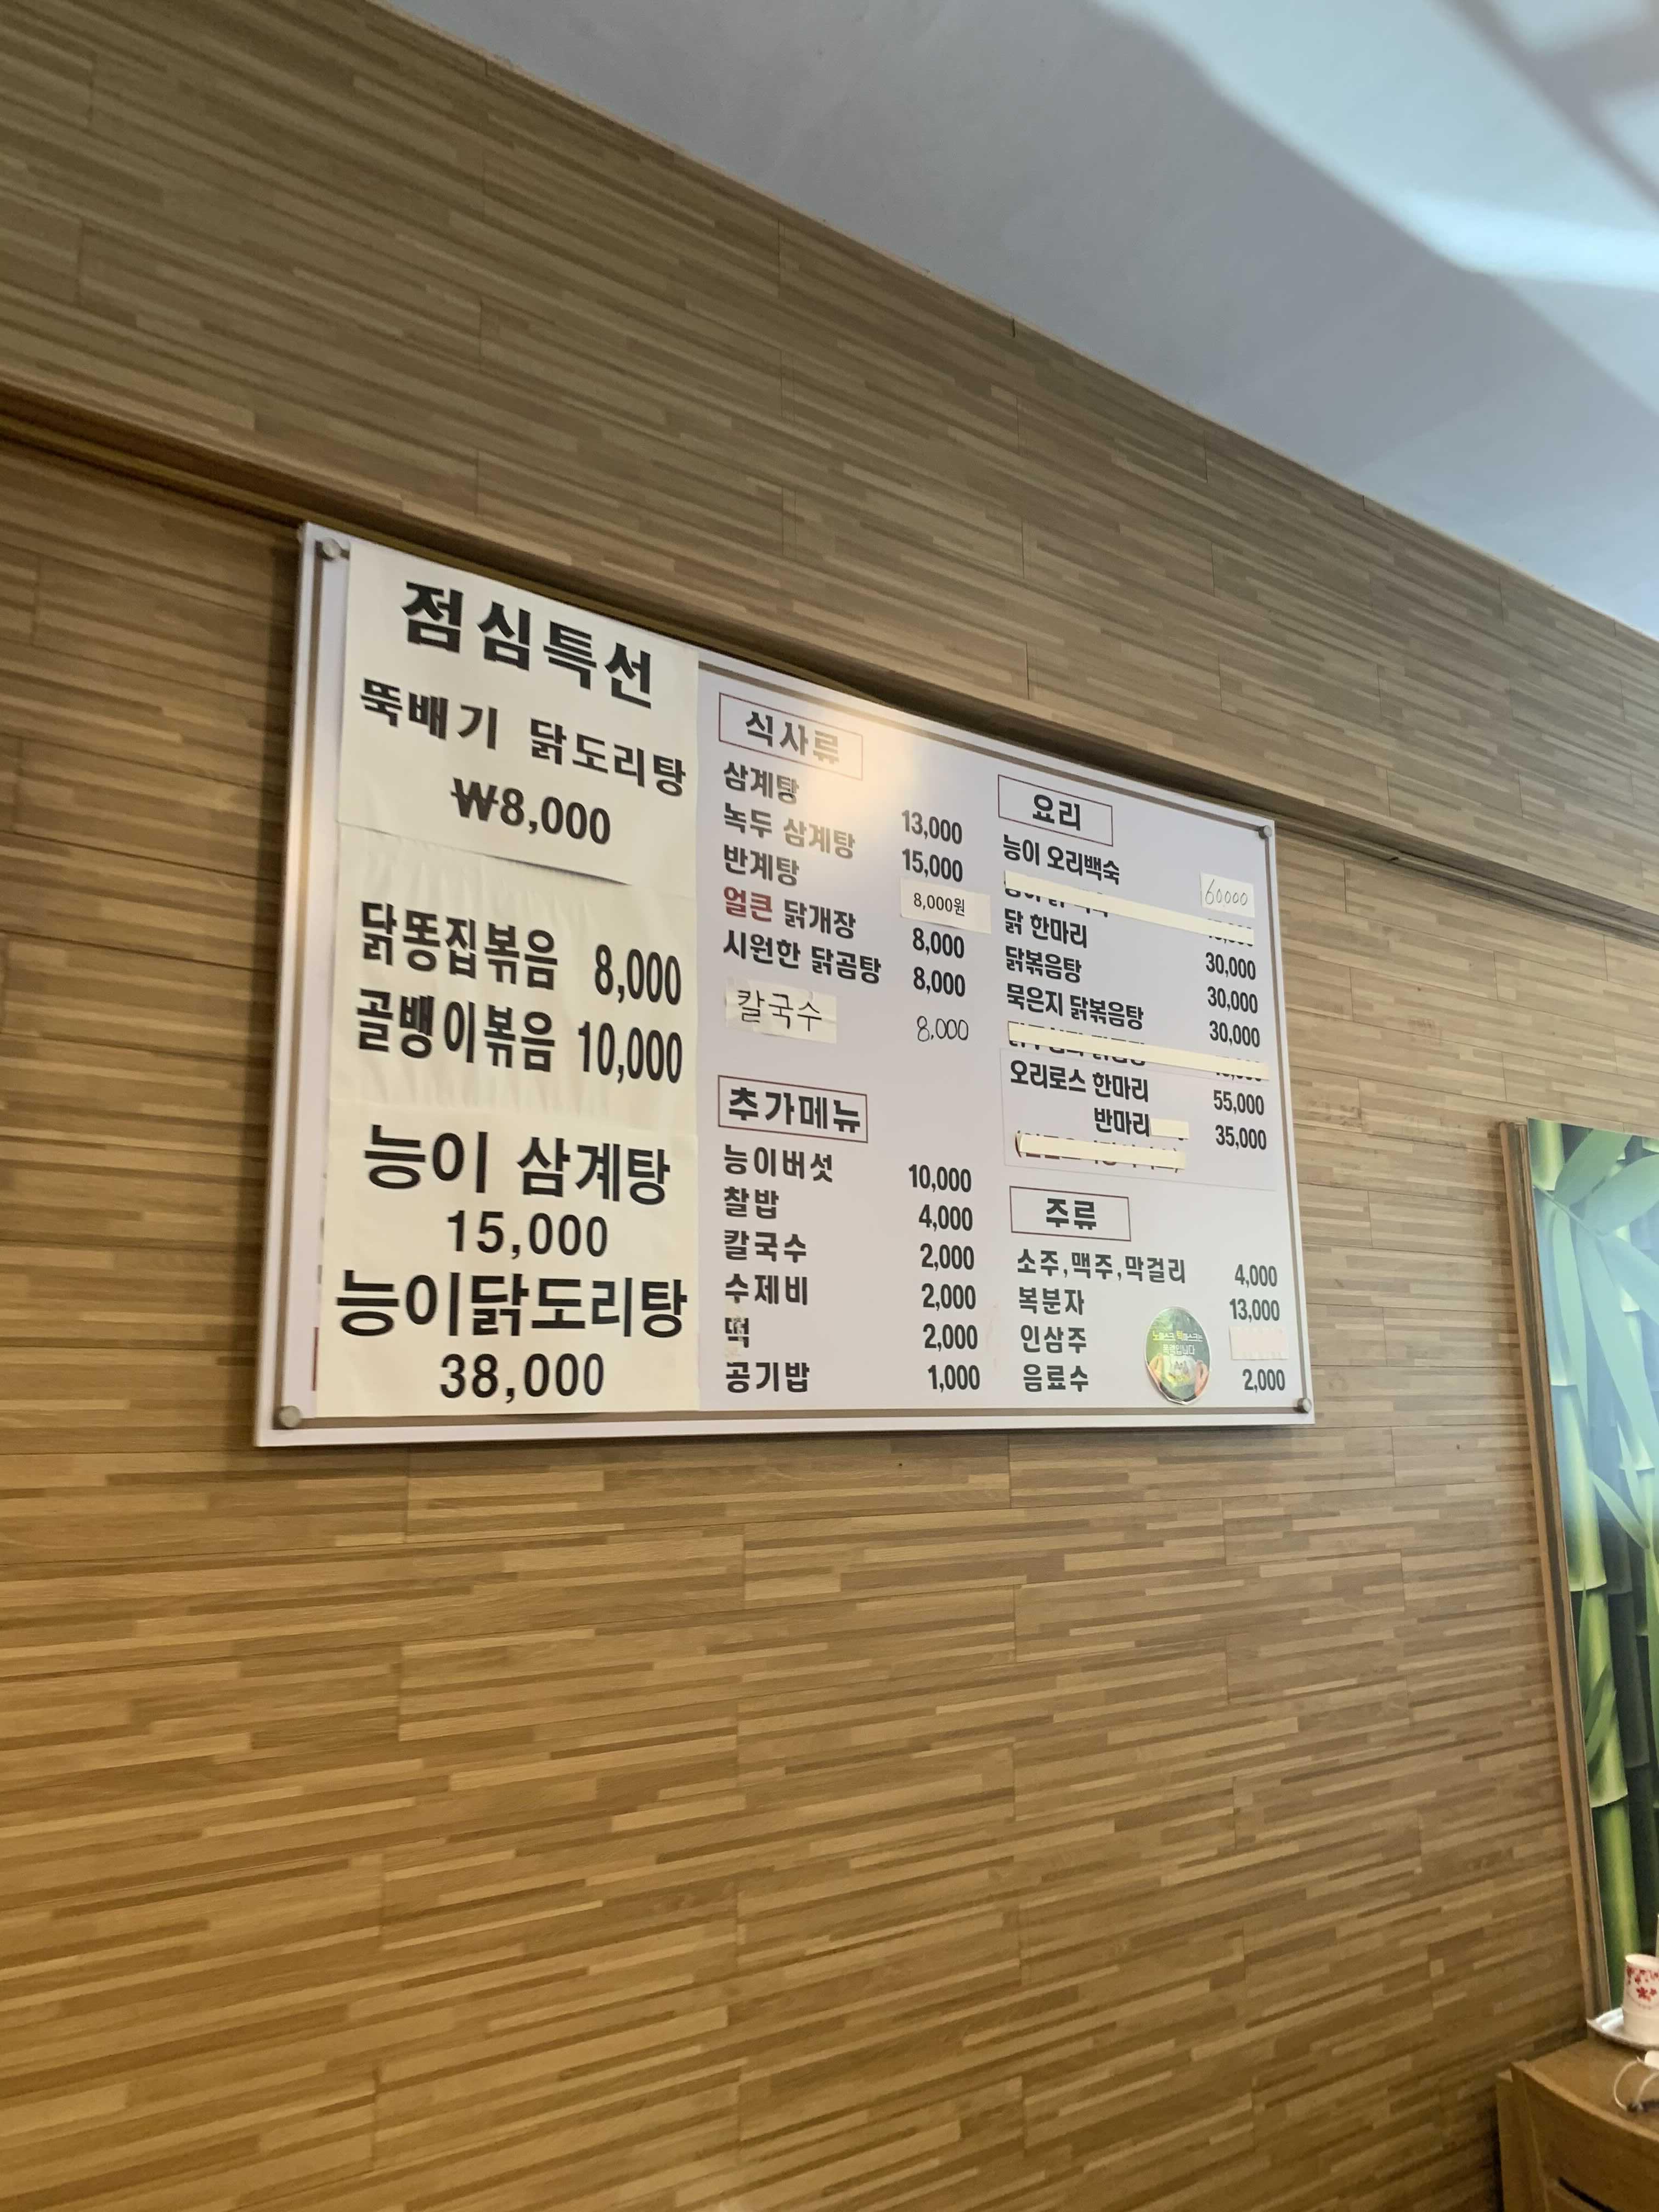 점심특선
뚝배기 닭도리탕
₩8,000
닭똥집볶음 8,000
골뱅이볶음 10,000
능이 삼계탕
15,000
능이닭도리탕
38,000
식사류
삼계탕 13,000
녹두 삼계탕 15,000
반계탕 8,000원
얼큰 닭개장 8,000
시원한 닭곰탕 8,000
칼국수 8,000
추가메뉴
능이버섯 10,000
찰밥 4,000
칼국수 2,000
수제비 2,000
떡 2,000
공기밥 1,000
요리
능이 오리백숙 60000
닭 한마리 30,000
닭볶음탕 30,000
묵은지 닭볶음탕 30,000
오리로스 한마리 55,000
반마리 35,000
주류
소주,맥주,막걸리 4,000
복분자 13,000
인삼주
음료수 2,000